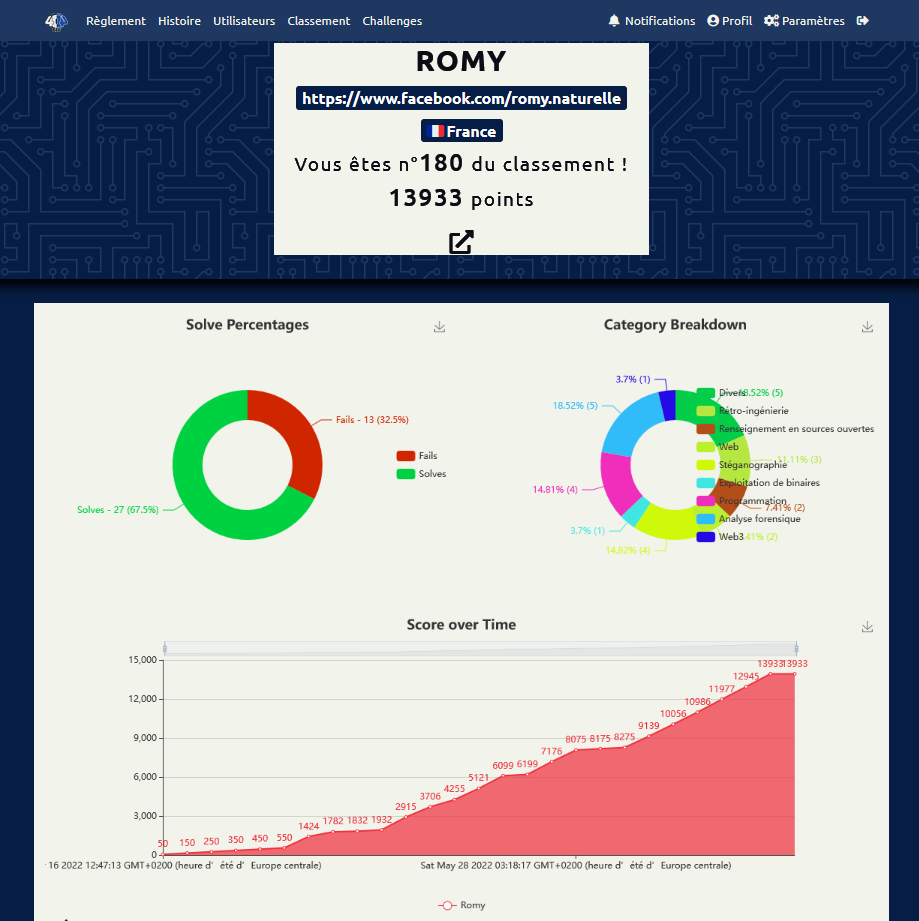 Règlement Histoire Utilisateurs Classement Challenges Notifications Profil Paramètres
ROMY
https://www.facebook.com/romy.naturelle
France
Vous êtes n°180 du classement !
13933 points
Solve Percentages
Fails - 13 (32.5%)
Solves - 27 (67.5%)
Fails
Solves
Category Breakdown
3.7% (1)
18.52% (5)
14.81% (4)
3.7% (1)
14.82% (4)
Divers 18.52% (5)
Rétro-ingénierie
Renseignement en sources ouvertes
Web
11.11% (3)
Stéganographie
Exploitation de binaires
Programmation
7.41% (2)
Analyse forensique
Web3 .41% (2)
Score over Time
15,000
12,000
9,000
6,000
3,000
0
50 150 250 350 450 550 1424 1782 1832 1932 2915 3706 4255 5121 6099 6199 7176 8075 8175 8275 9139 10056 10986 11977 12945 13933 13933
16 2022 12:47:13 GMT+0200 (heure d’été d’Europe centrale)
Sat May 28 2022 03:18:17 GMT+0200 (heure d’été d’Europe centrale)
Romy